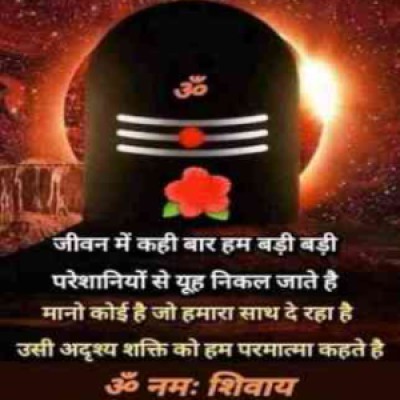 ॐ
जीवन में कही बार हम बड़ी बड़ी
परेशानियों से यूह निकल जाते है
मानो कोई है जो हमारा साथ दे रहा है
उसी अदृश्य शक्ति को हम परमात्मा कहते है
ॐ नमः शिवाय